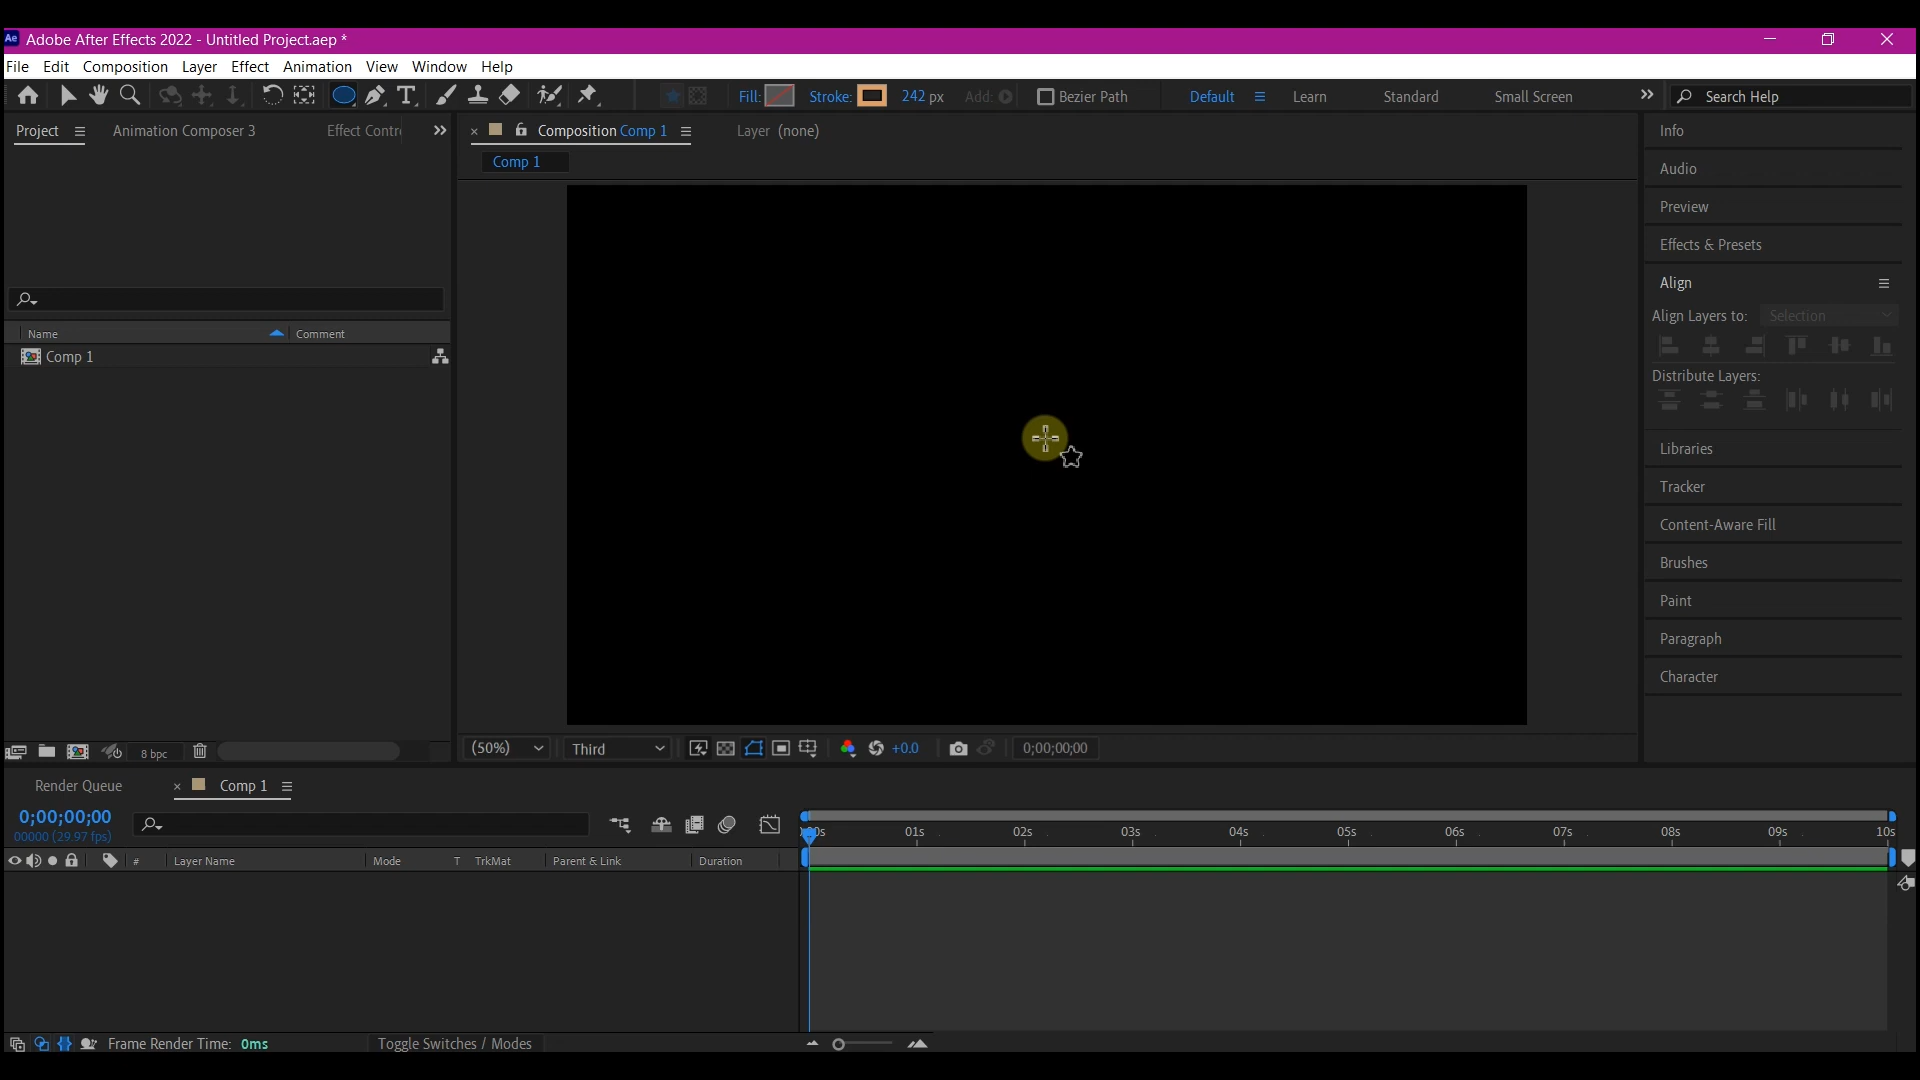 Ae Adobe After Effects 2022 - Untitled Project.aep *
File Edit Composition Layer Effect Animation View Window Help
T Fill: Stroke: 242 px Add: Bezier Path Default Learn Standard Small Screen Search Help
Project Animation Composer 3 Effect Contr Composition Comp 1 Layer (none) Info
Comp 1
Audio
Preview
Effects & Presets
Align
Align Layers to: Selection
Name Comment
Comp 1
Distribute Layers:
Libraries
Tracker
Content-Aware Fill
Brushes
Paint
Paragraph
Character
8 bpc (50%) Third +0.0 0;00;00;00
Render Queue Comp 1
0;00;00;00
00000 (29.97 fps)
00s 01s 02s 03s 04s 05s 06s 07s 08s 09s 10s
# Layer Name Mode T TrkMat Parent & Link Duration
Frame Render Time: 0ms Toggle Switches / Modes